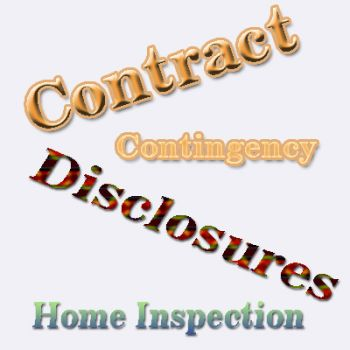 Contract
Contingency
Disclosures
Home Inspection